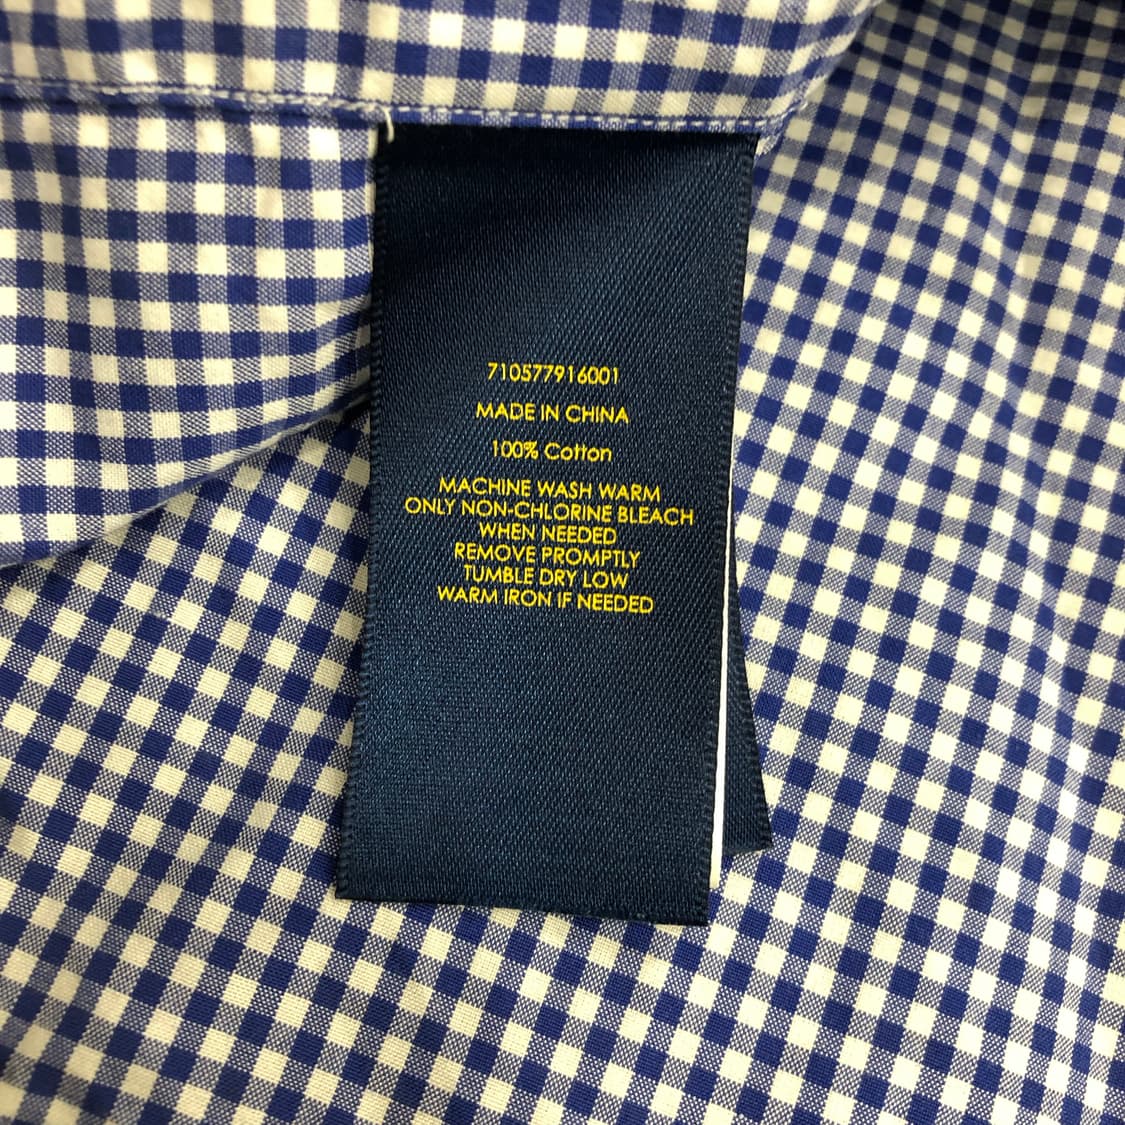 710577916001
MADE IN CHINA
100% Cotton
MACHINE WASH WARM
ONLY NON-CHLORINE BLEACH
WHEN NEEDED
REMOVE PROMPTLY
TUMBLE DRY LOW
WARM IRON IF NEEDED